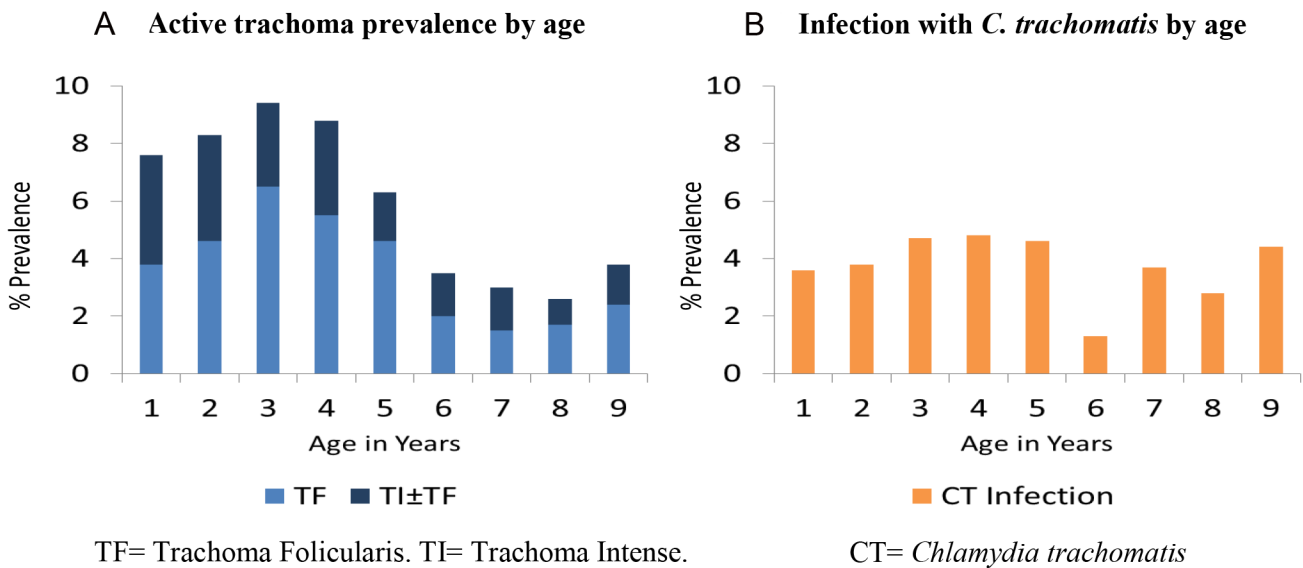 A Active trachoma prevalence by age
% Prevalence
10
8
6
4
2
0
1 2 3 4 5 6 7 8 9
Age in Years
TF TI±TF
TF= Trachoma Folicularis. TI= Trachoma Intense.
B Infection with C. trachomatis by age
% Prevalence
10
8
6
4
2
0
1 2 3 4 5 6 7 8 9
Age in Years
CT Infection
CT= Chlamydia trachomatis